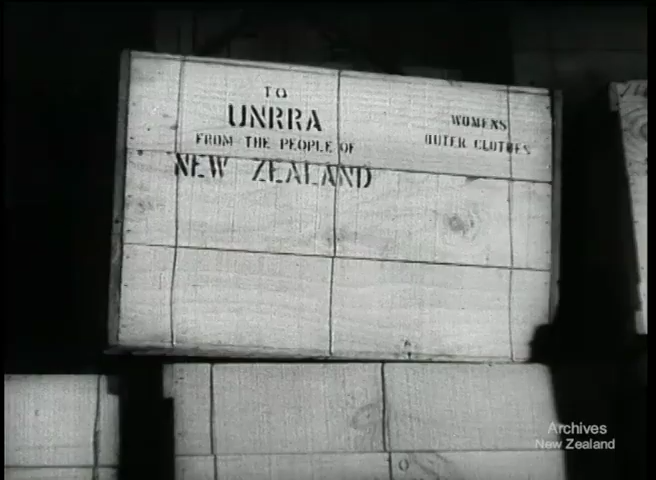 TO
UNRRA
FROM THE PEOPLE OF
NEW ZEALAND
WOMENS
OUTER CLOTHES
Archives
New Zealand